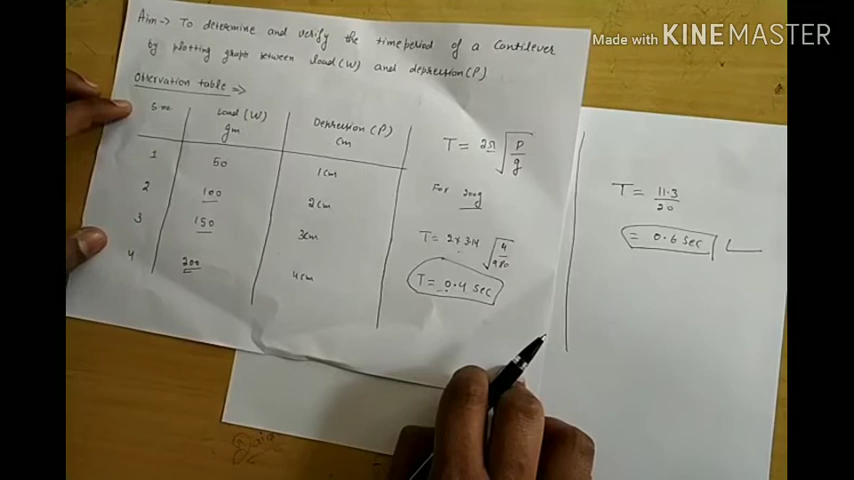 Made with KINEMASTER
Aim → To determine and verify the timeperiod of a Cantilever
by plotting graph between load (W) and depression (P)
Observation table :→
S.no. Load (W) gm Depression (P) cm
1 50 1cm
2 100 2cm
3 150 3cm
4 200 4cm
T = 2π √(P/g)
For 200g
T = 2×3.14 √(4/980)
T = 0.4 sec
T = 11.3/20
= 0.6 sec